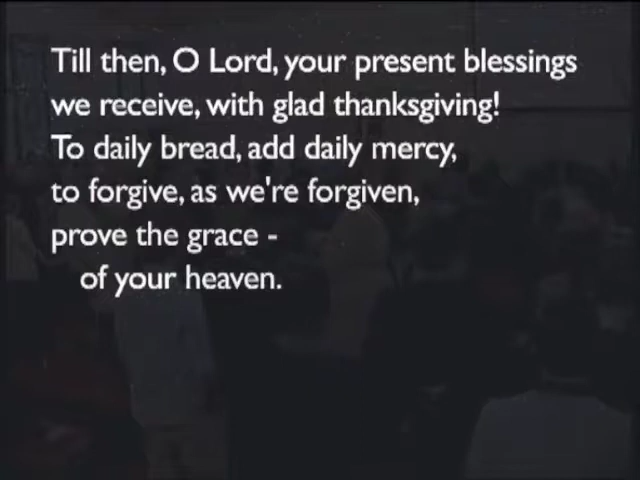 Till then, O Lord, your present blessings
we receive, with glad thanksgiving!
To daily bread, add daily mercy,
to forgive, as we're forgiven,
prove the grace -
of your heaven.